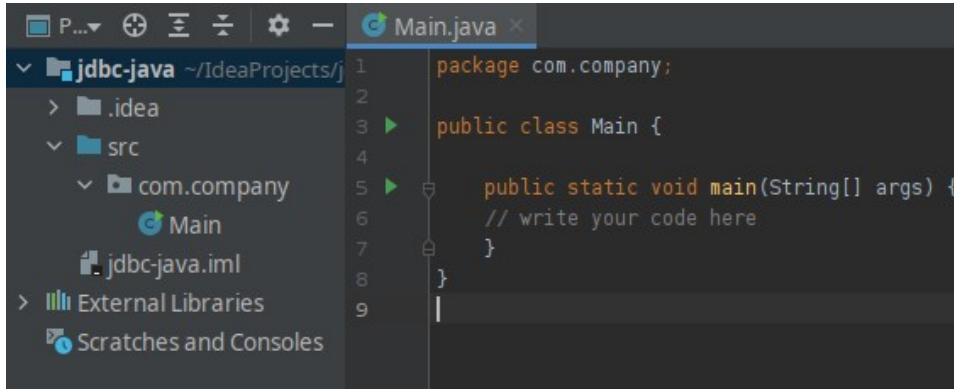 P...
Main.java
jdbc-java ~/IdeaProjects/j
.idea
src
com.company
Main
jdbc-java.iml
External Libraries
Scratches and Consoles
1 package com.company;
2
3 public class Main {
4
5 public static void main(String[] args) {
6 // write your code here
7 }
8 }
9